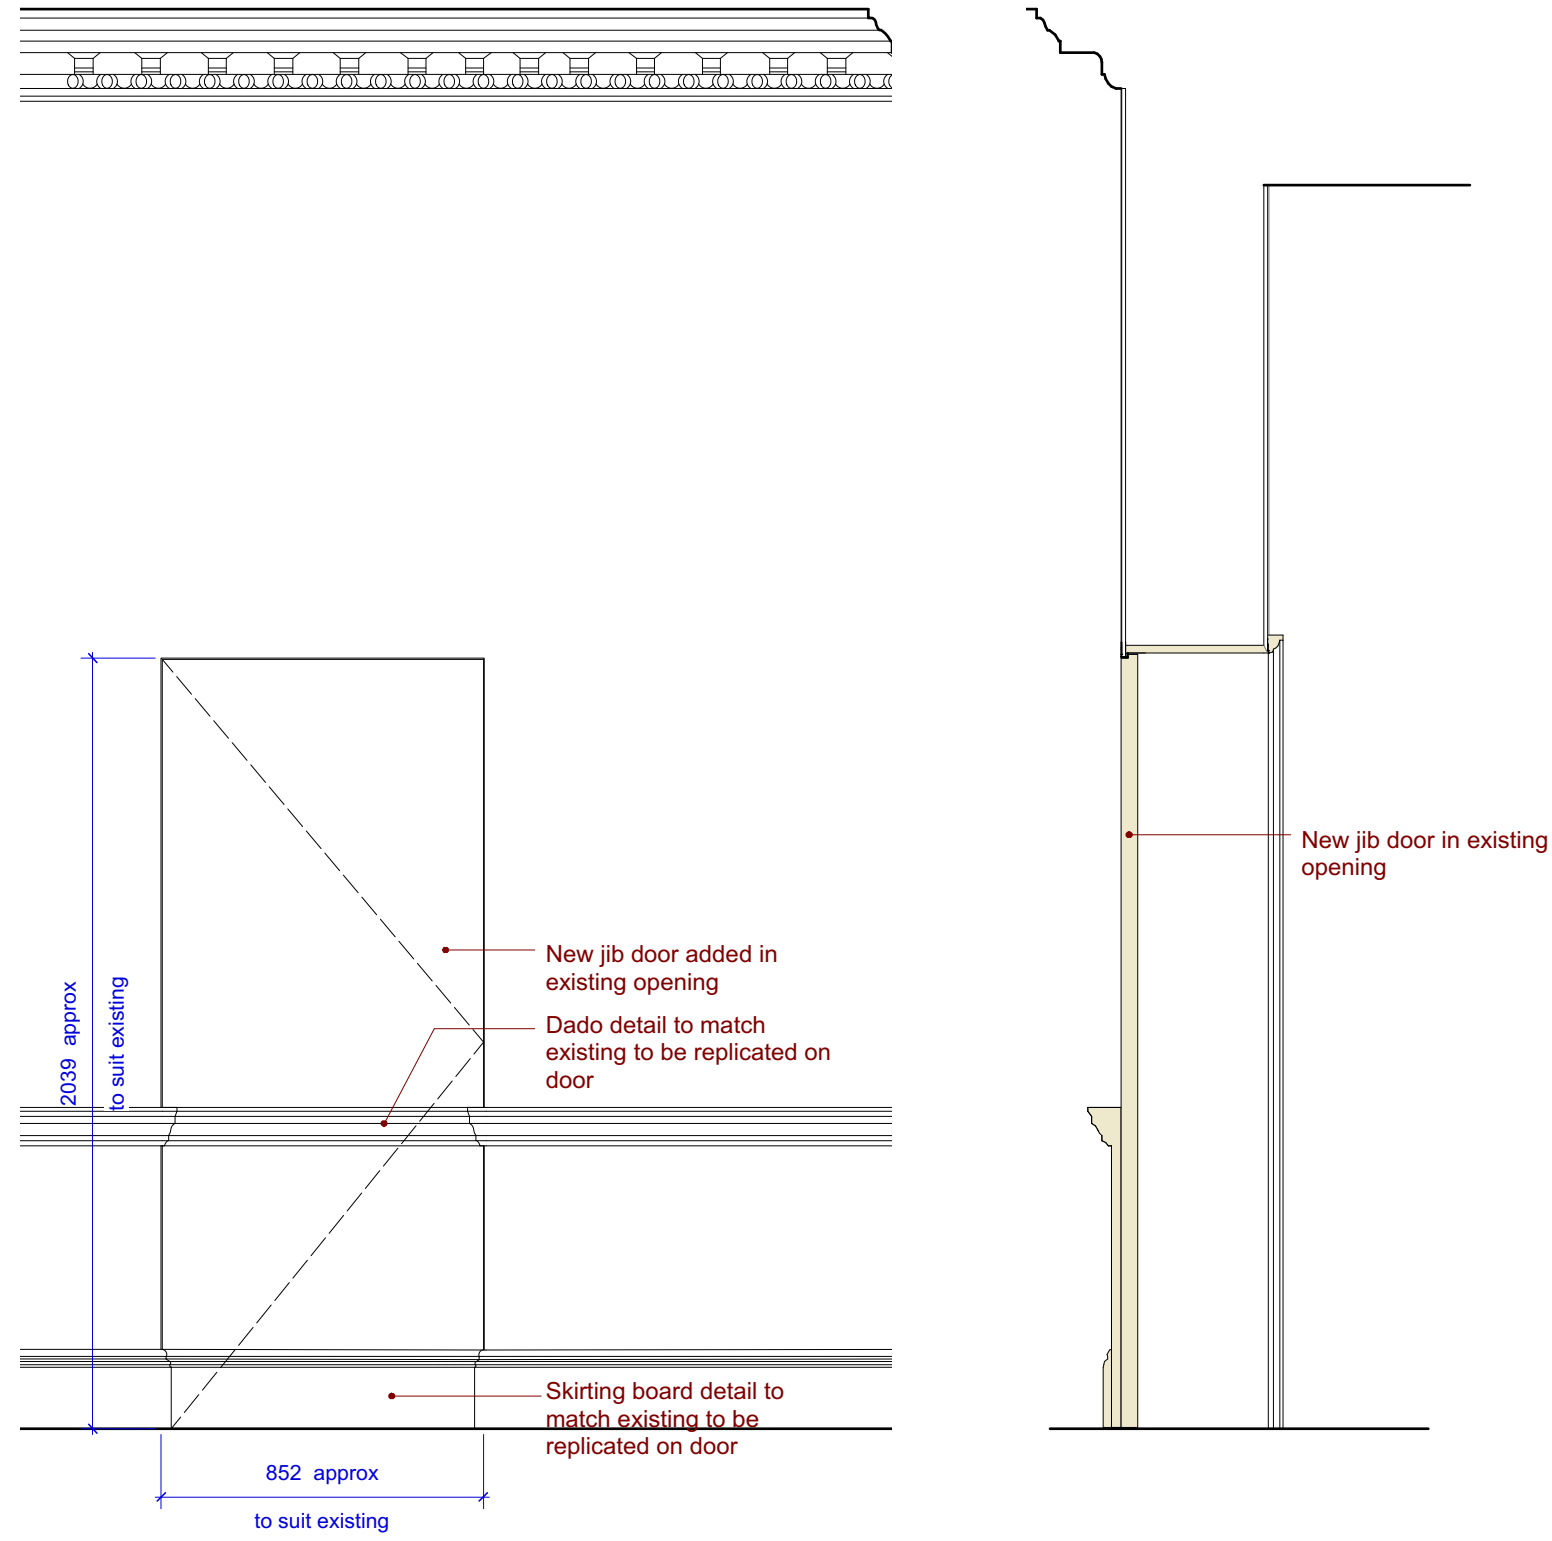 New jib door in existing
opening
New jib door added in
existing opening
Dado detail to match
existing to be replicated on
door
2039 approx
to suit existing
Skirting board detail to
match existing to be
replicated on door
852 approx
to suit existing